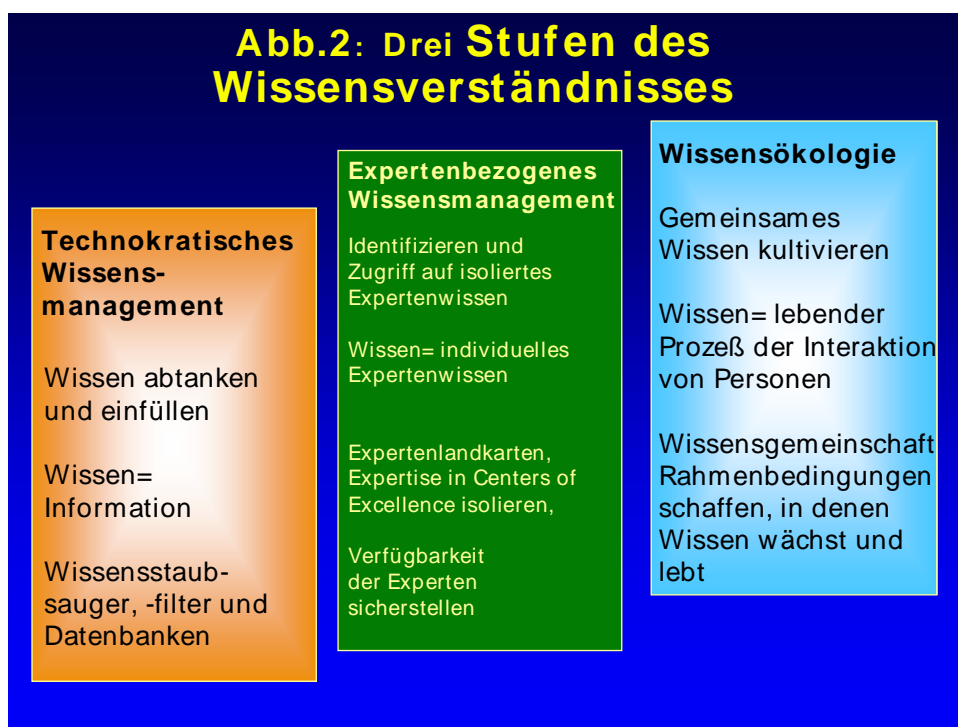 Abb.2: Drei Stufen des
Wissensverständnisses
Technokratisches
Wissens-
management
Wissen abtanken
und einfüllen
Wissen=
Information
Wissensstaub-
sauger, -filter und
Datenbanken
Expertenbezogenes
Wissensmanagement
Identifizieren und
Zugriff auf isoliertes
Expertenwissen
Wissen= individuelles
Expertenwissen
Expertenlandkarten,
Expertise in Centers of
Excellence isolieren,
Verfügbarkeit
der Experten
sicherstellen
Wissensökologie
Gemeinsames
Wissen kultivieren
Wissen= lebender
Prozeß der Interaktion
von Personen
Wissensgemeinschaft
Rahmenbedingungen
schaffen, in denen
Wissen wächst und
lebt